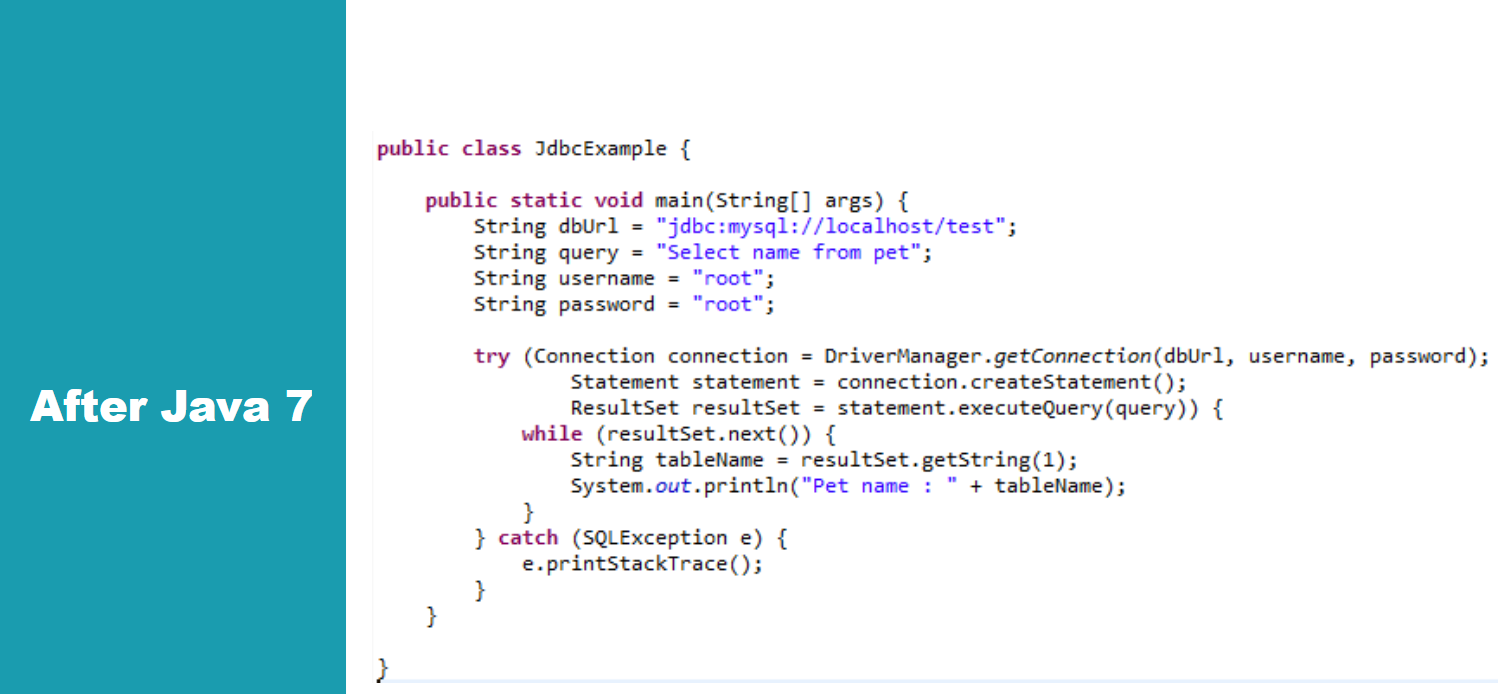 After Java 7
public class JdbcExample {
    public static void main(String[] args) {
        String dbUrl = "jdbc:mysql://localhost/test";
        String query = "Select name from pet";
        String username = "root";
        String password = "root";
        try (Connection connection = DriverManager.getConnection(dbUrl, username, password);
                Statement statement = connection.createStatement();
                ResultSet resultSet = statement.executeQuery(query)) {
            while (resultSet.next()) {
                String tableName = resultSet.getString(1);
                System.out.println("Pet name : " + tableName);
            }
        } catch (SQLException e) {
            e.printStackTrace();
        }
    }
}